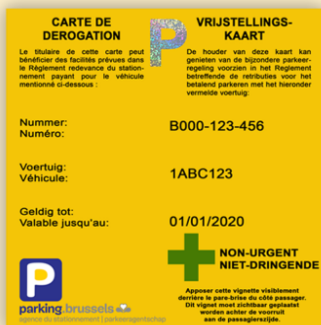 CARTE DE
DEROGATION
Le titulaire de cette carte peut
bénéficier des facilités prévues dans
le Règlement redevance du station-
nement payant pour le véhicule
mentionné ci-dessous :
P
VRIJSTELLINGS-
KAART
De houder van deze kaart kan
genieten van de bijzondere parkeer-
regeling voorzien in het Reglement
betreffende de retributies voor het
betalend parkeren met het hieronder
vermelde voertuig:
Nummer:
Numéro:
B000-123-456
Voertuig:
Véhicule:
1ABC123
Geldig tot:
Valable jusqu'au:
01/01/2020
P
parking.brussels
agence du stationnement | parkeeragentschap
NON-URGENT
NIET-DRINGENDE
Apposer cette vignette visiblement
derrière le pare-brise du côté passager.
Dit vignet moet zichtbaar geplaatst
worden achter de voorruit
aan de passagierszijde.